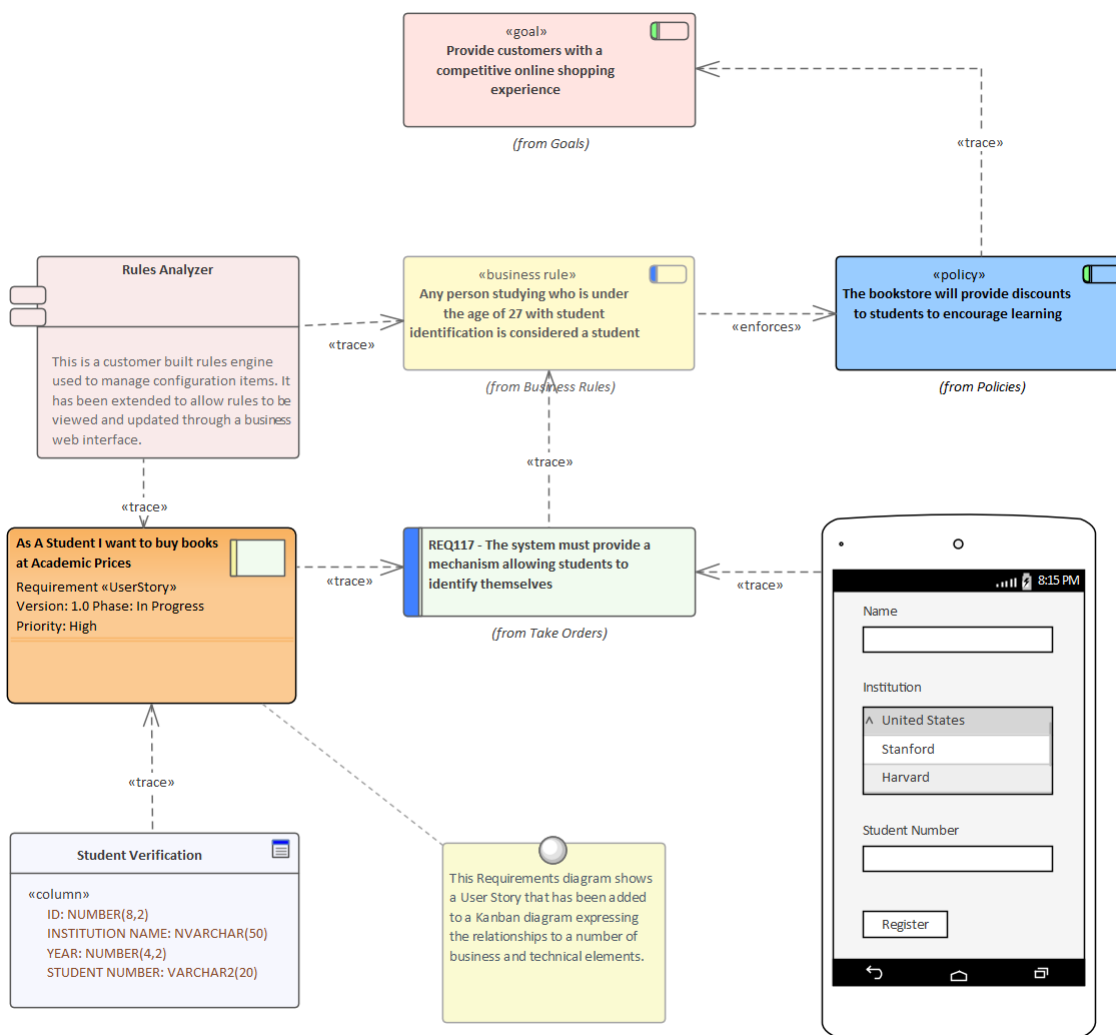 «goal»
Provide customers with a
competitive online shopping
experience
(from Goals)
«trace»
Rules Analyzer
This is a customer built rules engine
used to manage configuration items. It
has been extended to allow rules to be
viewed and updated through a business
web interface.
«trace»
«business rule»
Any person studying who is under
the age of 27 with student
identification is considered a student
(from Business Rules)
«enforces»
«policy»
The bookstore will provide discounts
to students to encourage learning
(from Policies)
«trace»
«trace»
As A Student I want to buy books
at Academic Prices
Requirement «UserStory»
Version: 1.0 Phase: In Progress
Priority: High
«trace»
REQ117 - The system must provide a
mechanism allowing students to
identify themselves
(from Take Orders)
«trace»
8:15 PM
Name
Institution
United States
Stanford
Harvard
Student Number
Register
«trace»
Student Verification
«column»
ID: NUMBER(8,2)
INSTITUTION NAME: NVARCHAR(50)
YEAR: NUMBER(4,2)
STUDENT NUMBER: VARCHAR2(20)
This Requirements diagram shows
a User Story that has been added
to a Kanban diagram expressing
the relationships to a number of
business and technical elements.